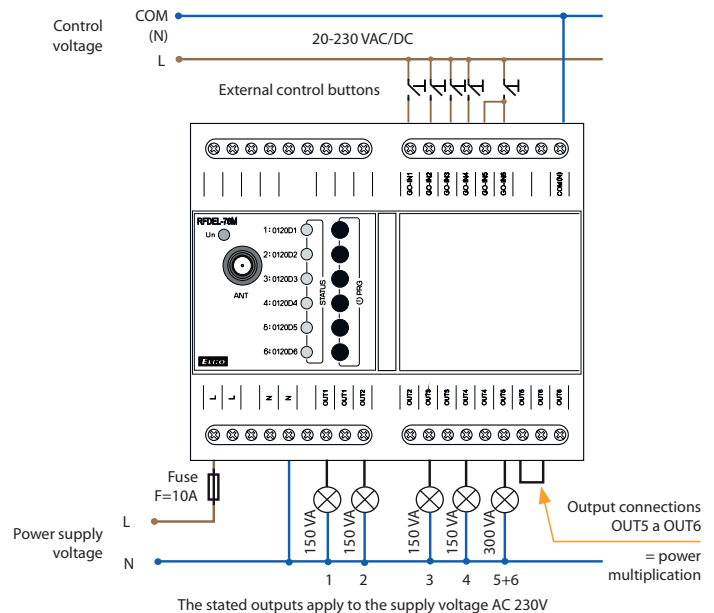 Control
voltage
COM
(N)
L
20-230 VAC/DC
External control buttons
GO-IN1
GO-IN2
GO-IN3
GO-IN4
GO-IN5
GO-IN6
COM(N)
RFDEL-76M
Un
ANT
1: 0120D1
2: 0120D2
3: 0120D3
4: 0120D4
5: 0120D5
6: 0120D6
STATUS
PRG
ELKO
L
L
N
N
OUT1
OUT1
OUT2
OUT2
OUT3
OUT3
OUT4
OUT4
OUT5
OUT5
OUT6
OUT6
Fuse
F=10A
L
Power supply
voltage
N
150 VA
150 VA
150 VA
150 VA
300 VA
1
2
3
4
5+6
Output connections
OUT5 a OUT6
= power
multiplication
The stated outputs apply to the supply voltage AC 230V